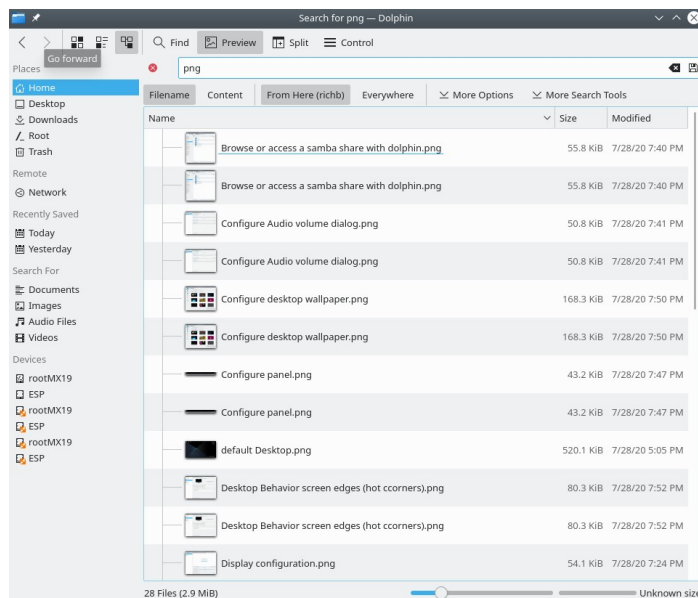 Search for png — Dolphin
Find
Preview
Split
Control
Go forward
Places
png
Home
Desktop
Downloads
Root
Trash
Remote
Network
Recently Saved
Today
Yesterday
Search For
Documents
Images
Audio Files
Videos
Devices
rootMX19
ESP
rootMX19
ESP
rootMX19
ESP
Filename Content From Here (richb) Everywhere More Options More Search Tools
Name Size Modified
Browse or access a samba share with dolphin.png 55.8 KiB 7/28/20 7:40 PM
Browse or access a samba share with dolphin.png 55.8 KiB 7/28/20 7:40 PM
Configure Audio volume dialog.png 50.8 KiB 7/28/20 7:41 PM
Configure Audio volume dialog.png 50.8 KiB 7/28/20 7:41 PM
Configure desktop wallpaper.png 168.3 KiB 7/28/20 7:50 PM
Configure desktop wallpaper.png 168.3 KiB 7/28/20 7:50 PM
Configure panel.png 43.2 KiB 7/28/20 7:47 PM
Configure panel.png 43.2 KiB 7/28/20 7:47 PM
default Desktop.png 520.1 KiB 7/28/20 5:05 PM
Desktop Behavior screen edges (hot ccorners).png 80.3 KiB 7/28/20 7:52 PM
Desktop Behavior screen edges (hot ccorners).png 80.3 KiB 7/28/20 7:52 PM
Display configuration.png 54.1 KiB 7/28/20 7:24 PM
28 Files (2.9 MiB) Unknown size